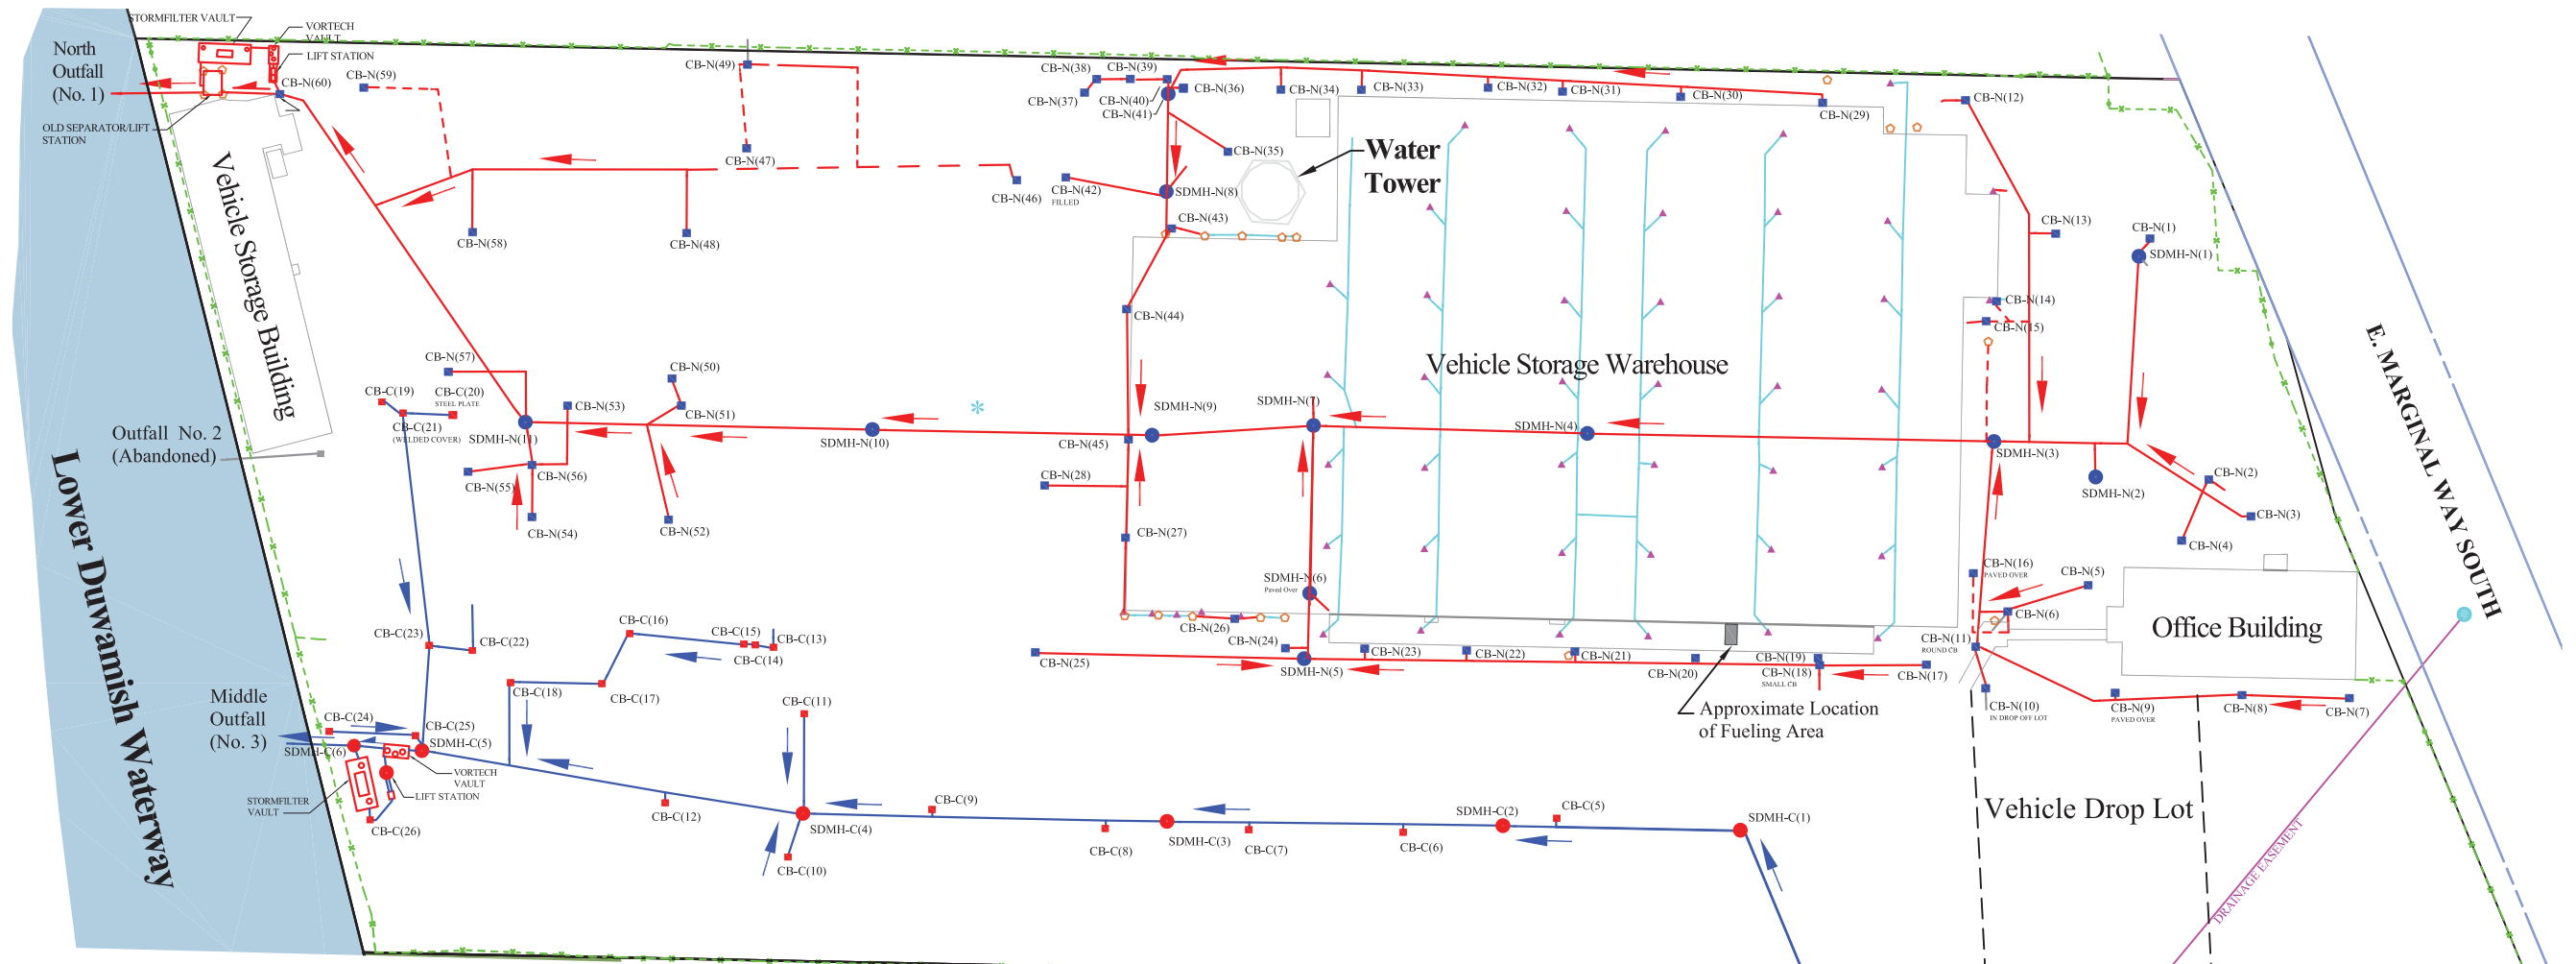 STORMFILTER VAULT
VORTECH
VAULT
LIFT STATION
North
Outfall
(No. 1)
CB-N(60)
CB-N(59)
OLD SEPARATOR/LIFT
STATION
CB-N(49)
CB-N(47)
CB-N(38)
CB-N(39)
CB-N(37)
CB-N(40)
CB-N(41)
CB-N(36)
CB-N(34)
CB-N(33)
CB-N(32)
CB-N(31)
CB-N(30)
CB-N(29)
CB-N(12)
CB-N(35)
Water
Tower
CB-N(42)
FILLED
SDMH-N(8)
CB-N(46)
CB-N(43)
CB-N(58)
CB-N(48)
CB-N(13)
CB-N(1)
SDMH-N(1)
CB-N(14)
CB-N(15)
CB-N(44)
Vehicle Storage Building
Vehicle Storage Warehouse
E. MARGINAL WAY SOUTH
CB-N(57)
CB-N(50)
CB-C(19)
CB-C(20)
STEEL PLATE
CB-C(21)
(WELDED COVER)
CB-N(53)
CB-N(51)
SDMH-N(11)
SDMH-N(10)
SDMH-N(9)
CB-N(45)
SDMH-N(7)
SDMH-N(4)
SDMH-N(3)
SDMH-N(2)
CB-N(2)
CB-N(3)
CB-N(4)
Outfall No. 2
(Abandoned)
CB-N(55)
CB-N(56)
CB-N(54)
CB-N(52)
CB-N(28)
CB-N(27)
Lower Duwamish Waterway
SDMH-N(6)
Paved Over
CB-N(16)
PAVED OVER
CB-N(5)
CB-N(6)
Office Building
CB-N(26)
CB-N(24)
CB-N(25)
SDMH-N(5)
CB-N(23)
CB-N(22)
CB-N(21)
CB-N(20)
CB-N(19)
CB-N(18)
SMALL CB
CB-N(17)
CB-N(11)
ROUND CB
CB-N(10)
IN DROP OFF LOT
CB-N(9)
PAVED OVER
CB-N(8)
CB-N(7)
Approximate Location
of Fueling Area
CB-C(23)
CB-C(22)
CB-C(16)
CB-C(15)
CB-C(13)
CB-C(14)
CB-C(18)
CB-C(17)
CB-C(11)
Middle
Outfall
(No. 3)
CB-C(24)
CB-C(25)
SDMH-C(5)
SDMH-C(6)
VORTECH
VAULT
LIFT STATION
STORMFILTER
VAULT
CB-C(26)
CB-C(12)
SDMH-C(4)
CB-C(10)
CB-C(9)
CB-C(8)
SDMH-C(3)
CB-C(7)
CB-C(6)
SDMH-C(2)
CB-C(5)
SDMH-C(1)
Vehicle Drop Lot
DRAINAGE EASEMENT